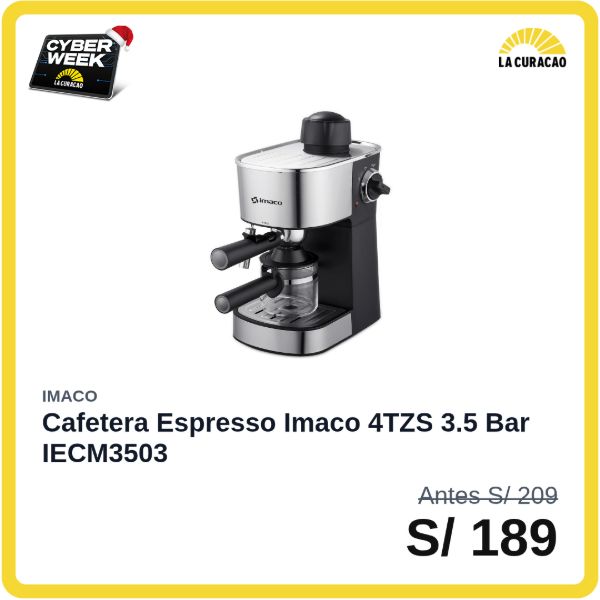 CYBER
WEEK
LA CURACAO
LA CURACAO
imaco
IMACO
Cafetera Espresso Imaco 4TZS 3.5 Bar
IECM3503
Antes S/ 209
S/ 189